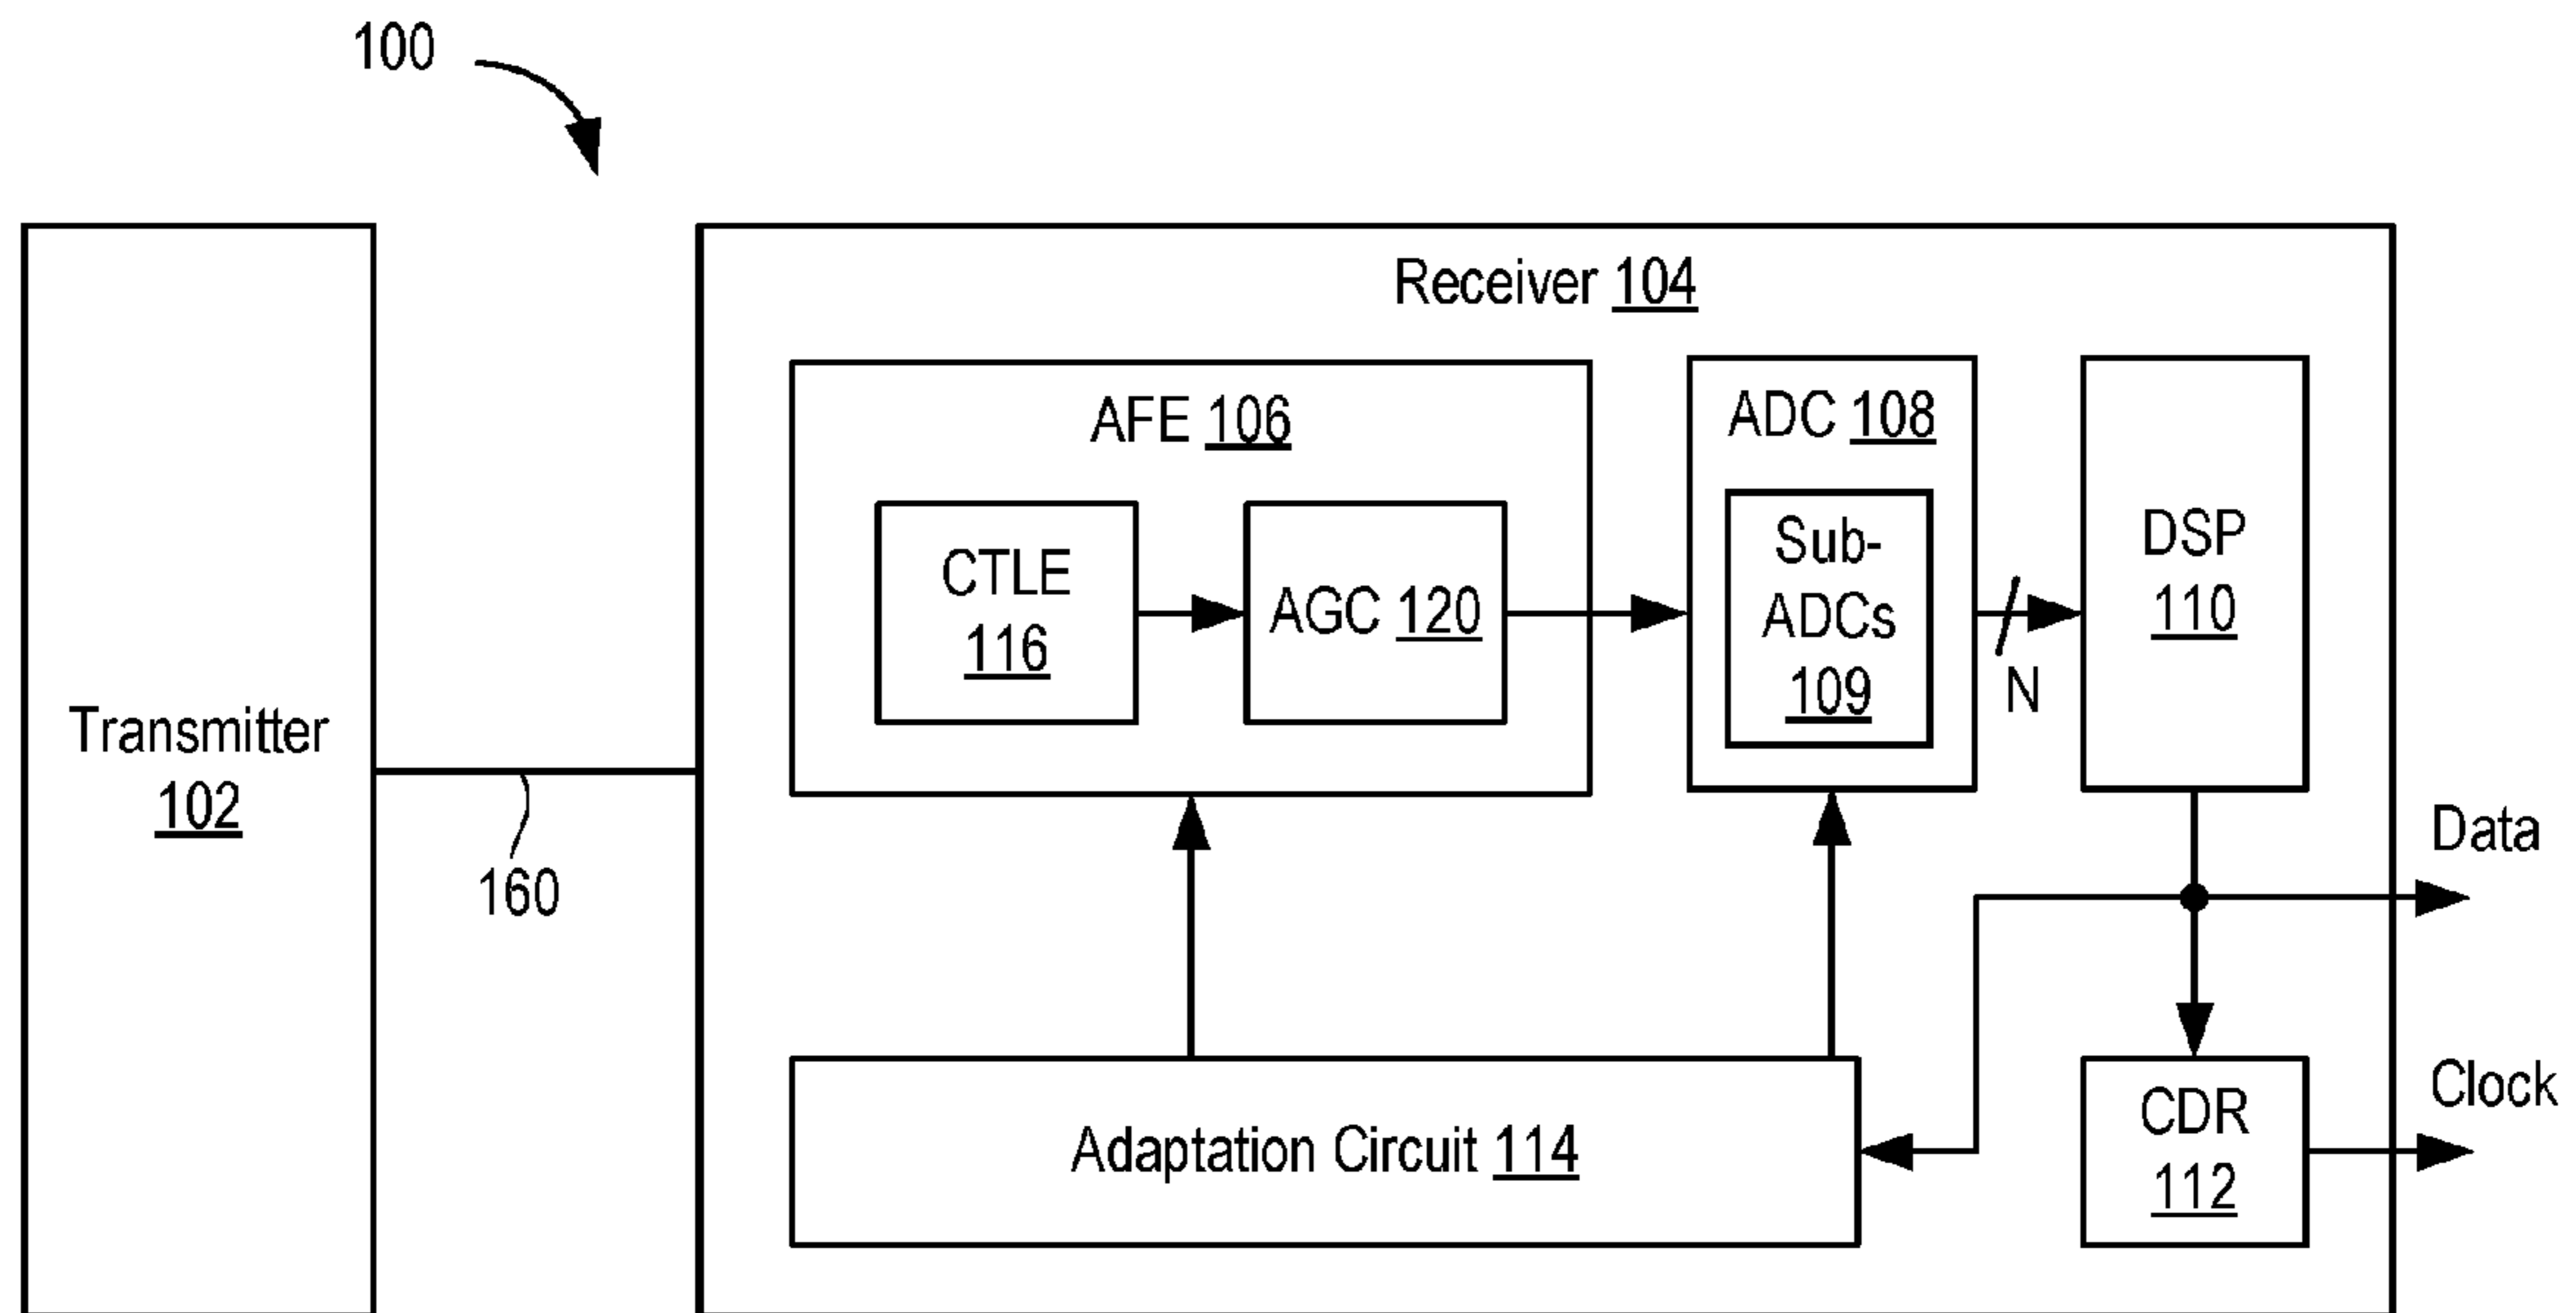 100
Receiver 104
AFE 106
ADC 108
CTLE
116
AGC 120
Sub-
ADCs
109
N
DSP
110
Transmitter
102
160
Data
Adaptation Circuit 114
CDR
112
Clock